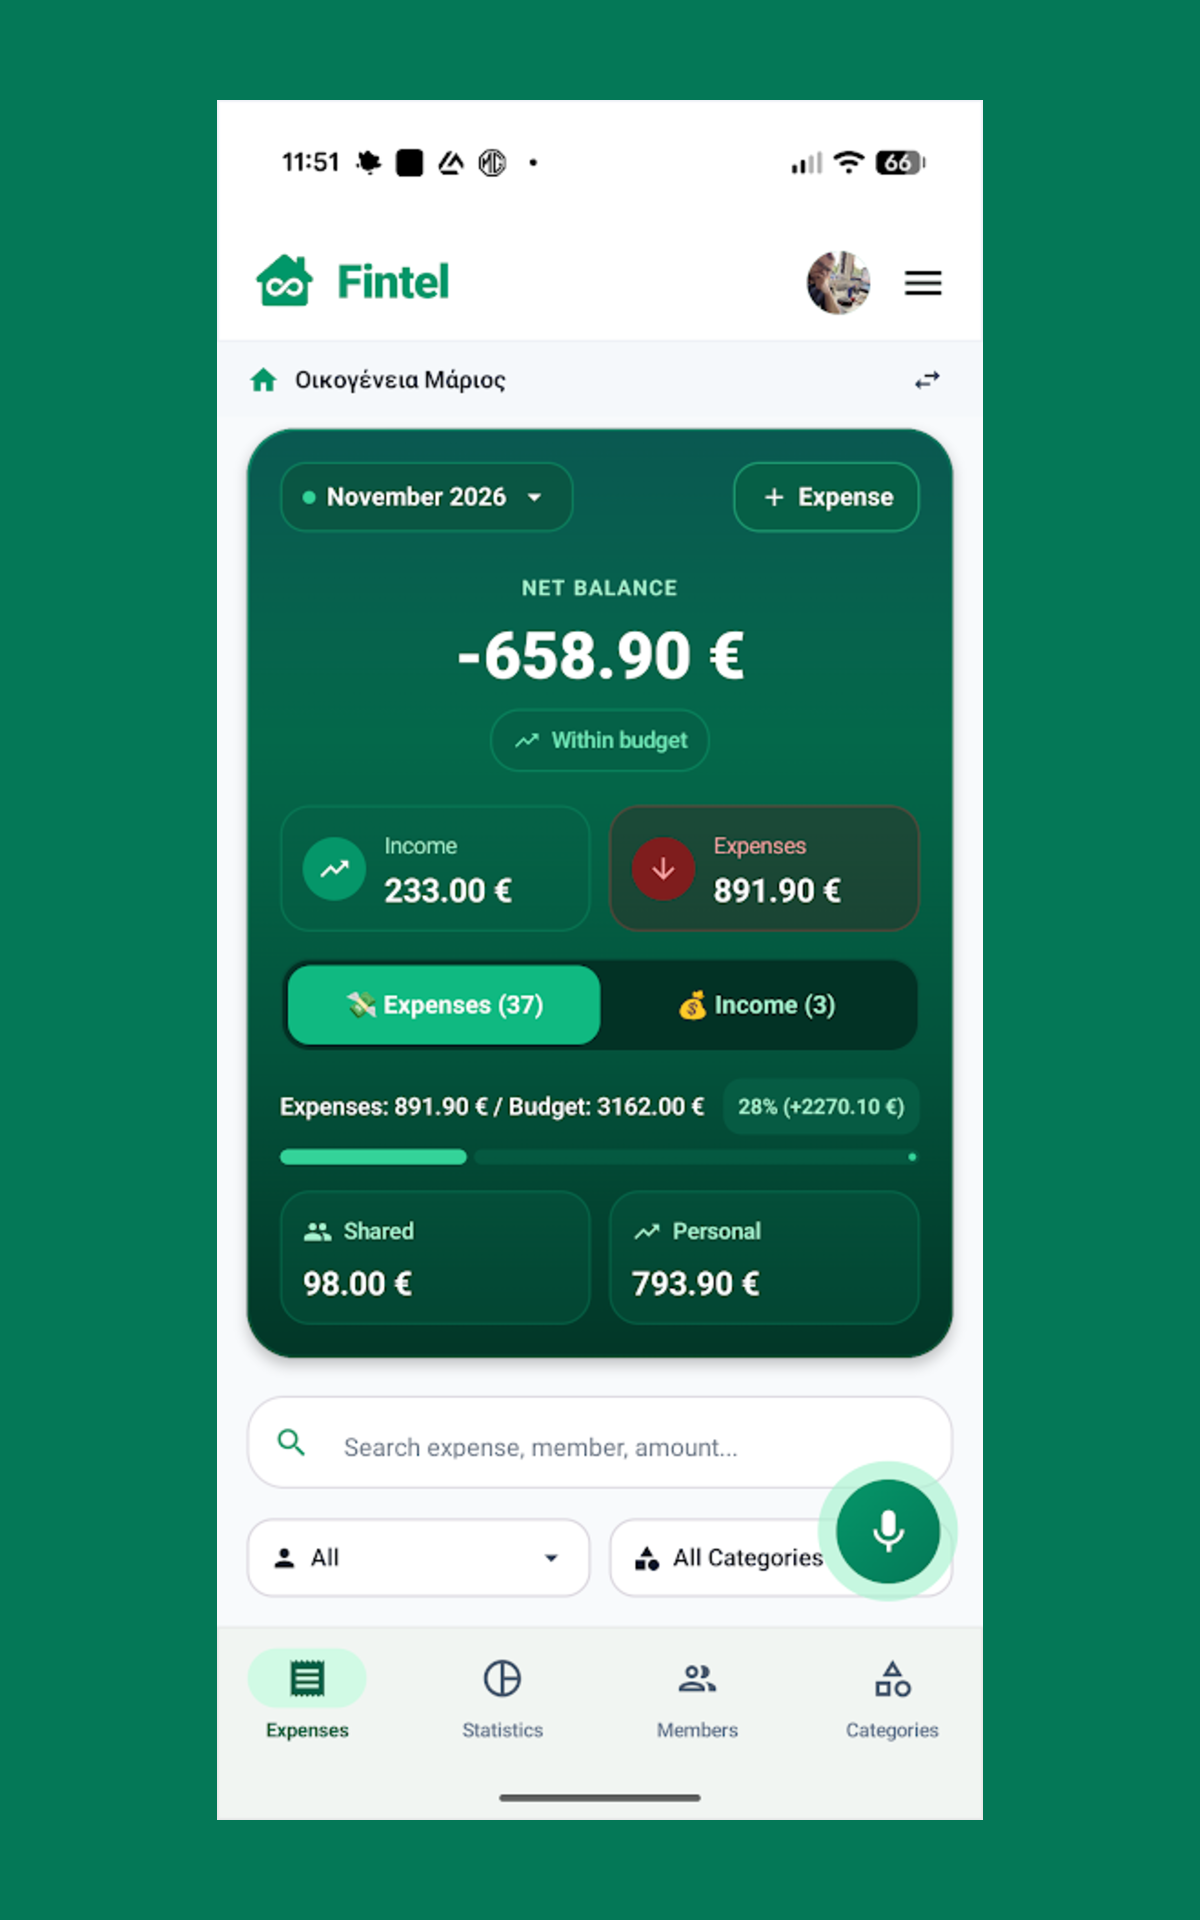 11:51 MG 66
Fintel
Οικογένεια Μάριος
November 2026 + Expense
NET BALANCE
-658.90 €
Within budget
Income
233.00 €
Expenses
891.90 €
Expenses (37) Income (3)
Expenses: 891.90 € / Budget: 3162.00 € 28% (+2270.10 €)
Shared
98.00 €
Personal
793.90 €
Search expense, member, amount...
All All Categories
Expenses Statistics Members Categories